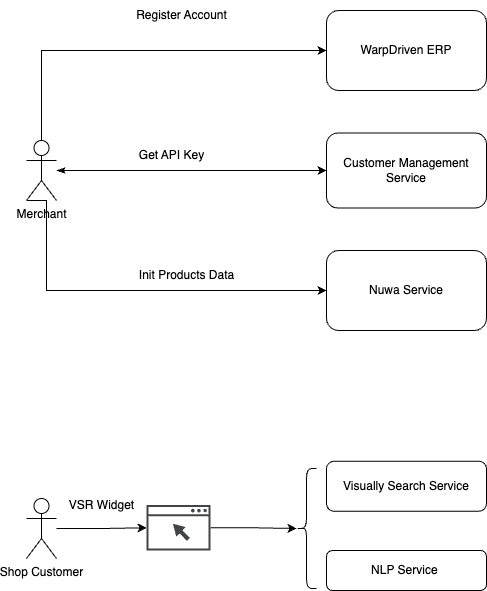 Register Account
WarpDriven ERP
Get API Key
Customer Management
Service
Merchant
Init Products Data
Nuwa Service
Visually Search Service
VSR Widget
Shop Customer
NLP Service